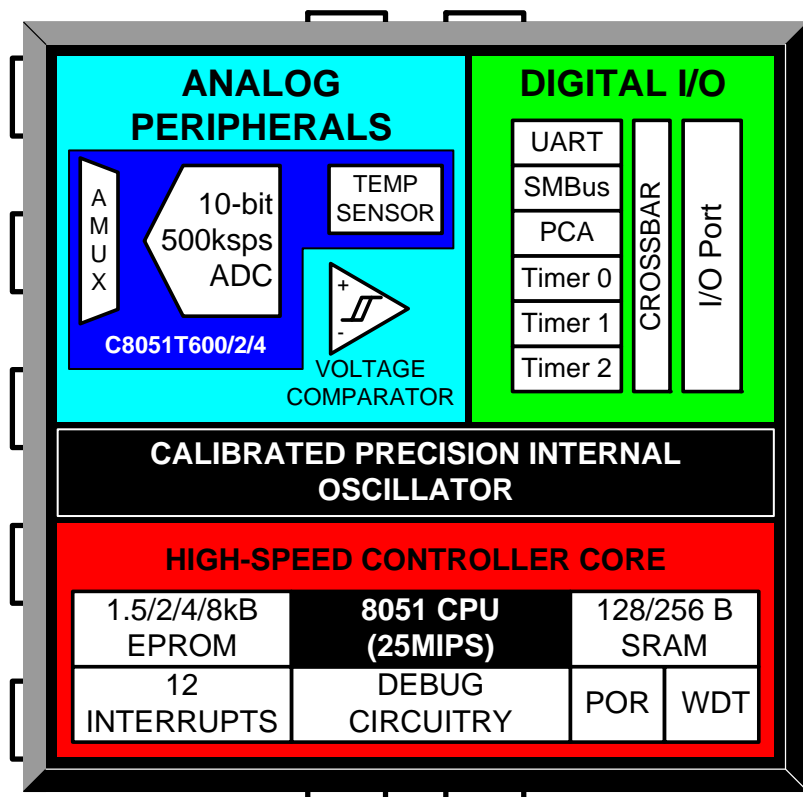 ANALOG
PERIPHERALS
A
M
U
X
10-bit
500ksps
ADC
TEMP
SENSOR
C8051T600/2/4
+
-
VOLTAGE
COMPARATOR
DIGITAL I/O
UART
SMBus
PCA
Timer 0
Timer 1
Timer 2
CROSSBAR
I/O Port
CALIBRATED PRECISION INTERNAL
OSCILLATOR
HIGH-SPEED CONTROLLER CORE
1.5/2/4/8kB
EPROM
8051 CPU
(25MIPS)
128/256 B
SRAM
12
INTERRUPTS
DEBUG
CIRCUITRY
POR
WDT